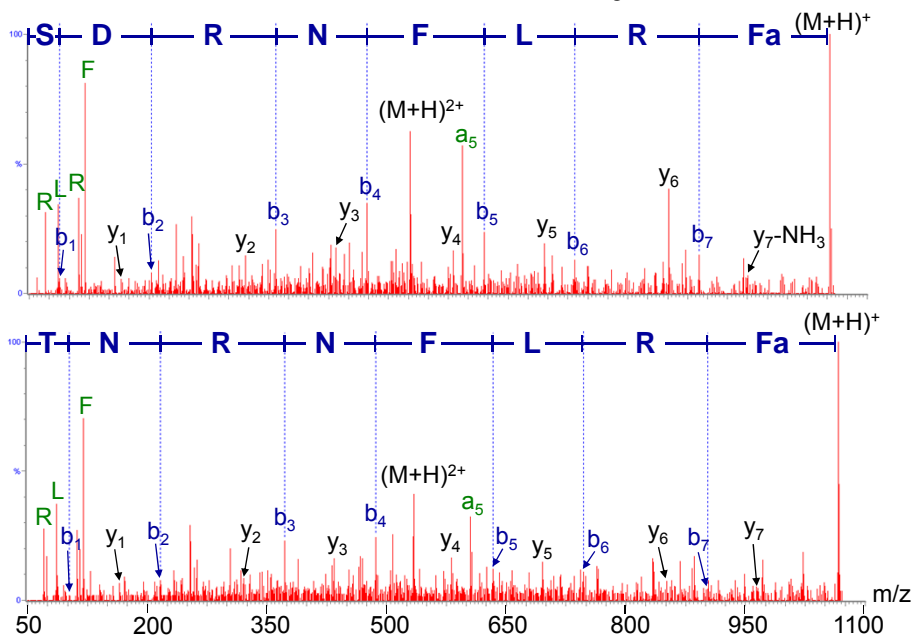 S D R N F L R Fa (M+H)⁺
100
F
(M+H)²⁺
a₅
%
R L R
b₁ y₁ b₂ y₂ b₃ y₃ b₄ y₄ b₅ y₅ b₆ y₆ b₇ y₇-NH₃
0
T N R N F L R Fa (M+H)⁺
100
F
(M+H)²⁺
a₅
%
R L
b₁ y₁ b₂ y₂ b₃ y₃ b₄ y₄ b₅ y₅ b₆ y₆ b₇ y₇
0
50 200 350 500 650 800 950 1100 m/z